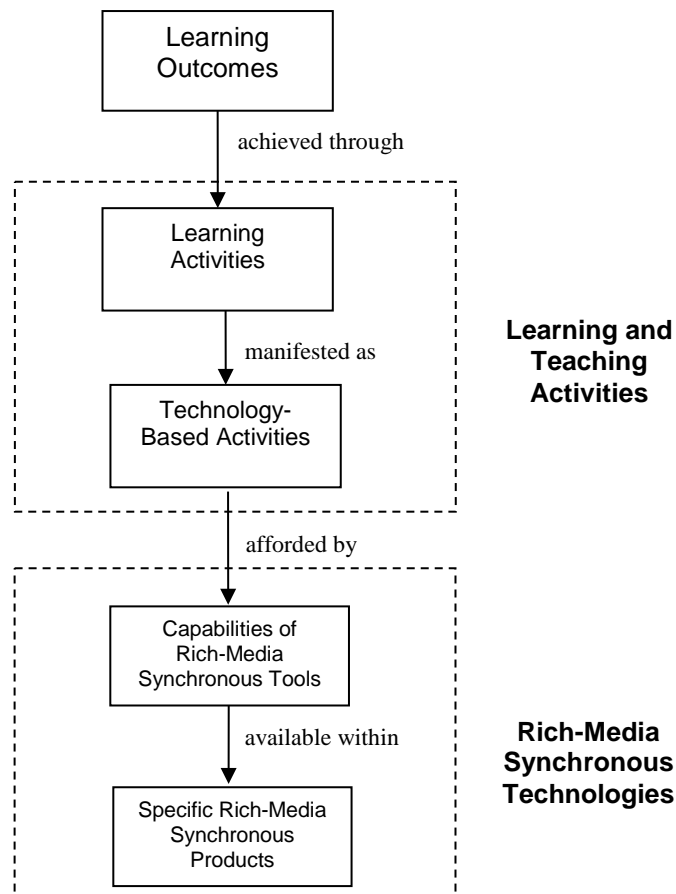 Learning
Outcomes
achieved through
Learning
Activities
manifested as
Technology-
Based Activities
Learning and
Teaching
Activities
afforded by
Capabilities of
Rich-Media
Synchronous Tools
available within
Specific Rich-Media
Synchronous
Products
Rich-Media
Synchronous
Technologies